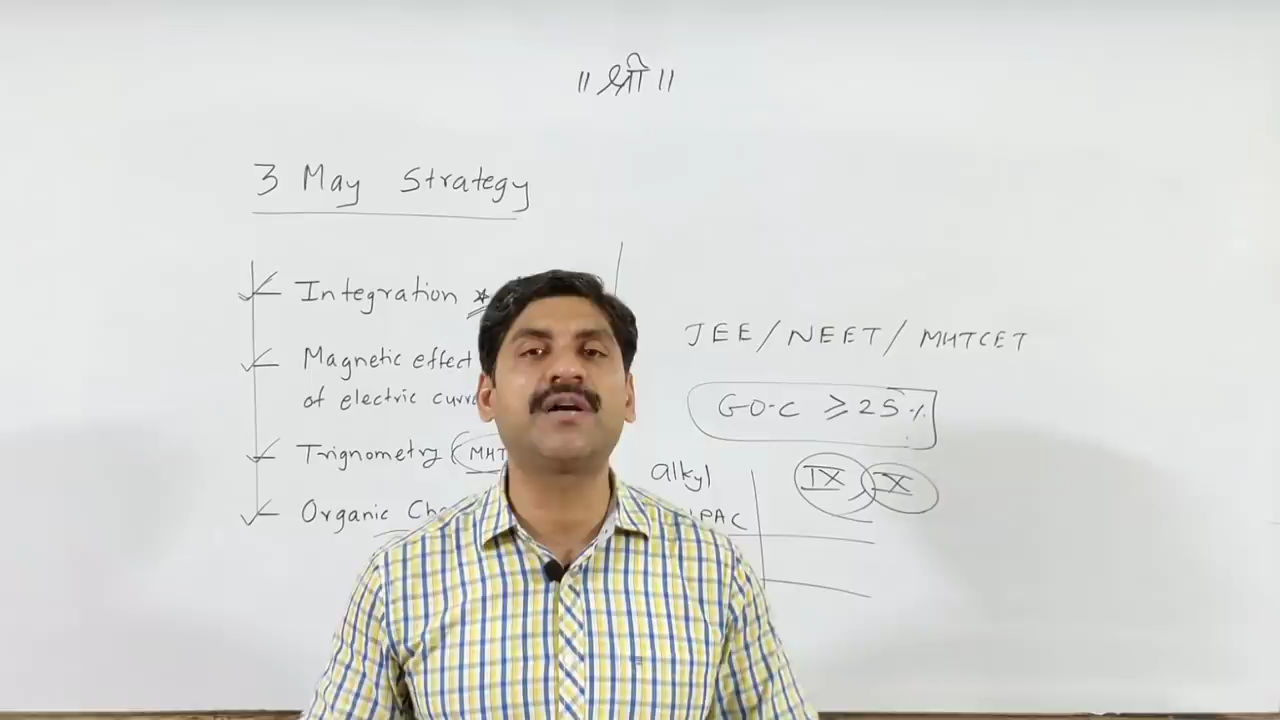 ॥ श्री ॥
3 May Strategy
Integration
Magnetic effect
of electric
Trignometry
Organic
JEE / NEET / MHTCET
G.O.C ≥ 25 %
IX, X
alkyl